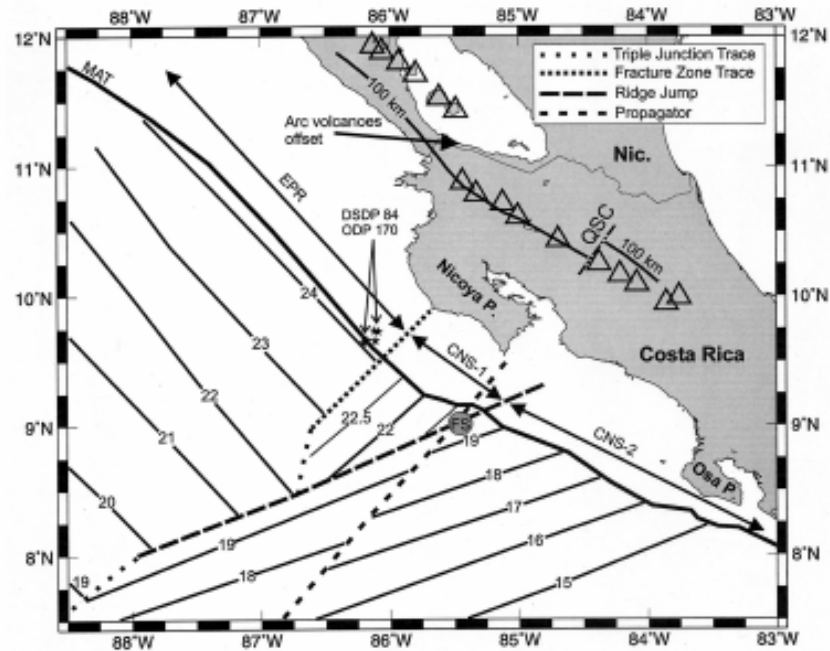 88°W 87°W 86°W 85°W 84°W 83°W
12°N 12°N
MAT
100 km
Triple Junction Trace
Fracture Zone Trace
Ridge Jump
Propagator
Arc volcanoes
offset
Nic.
11°N 11°N
EPR
DSDP 84
ODP 170
QSC
100 km
Nicoya P.
10°N 10°N
24
23
Costa Rica
CNS-1
22
22.5
22
21
9°N 9°N
FS
19
CNS-2
Osa P.
20
18
17
16
8°N 8°N
19
19
18
15
88°W 87°W 86°W 85°W 84°W 83°W